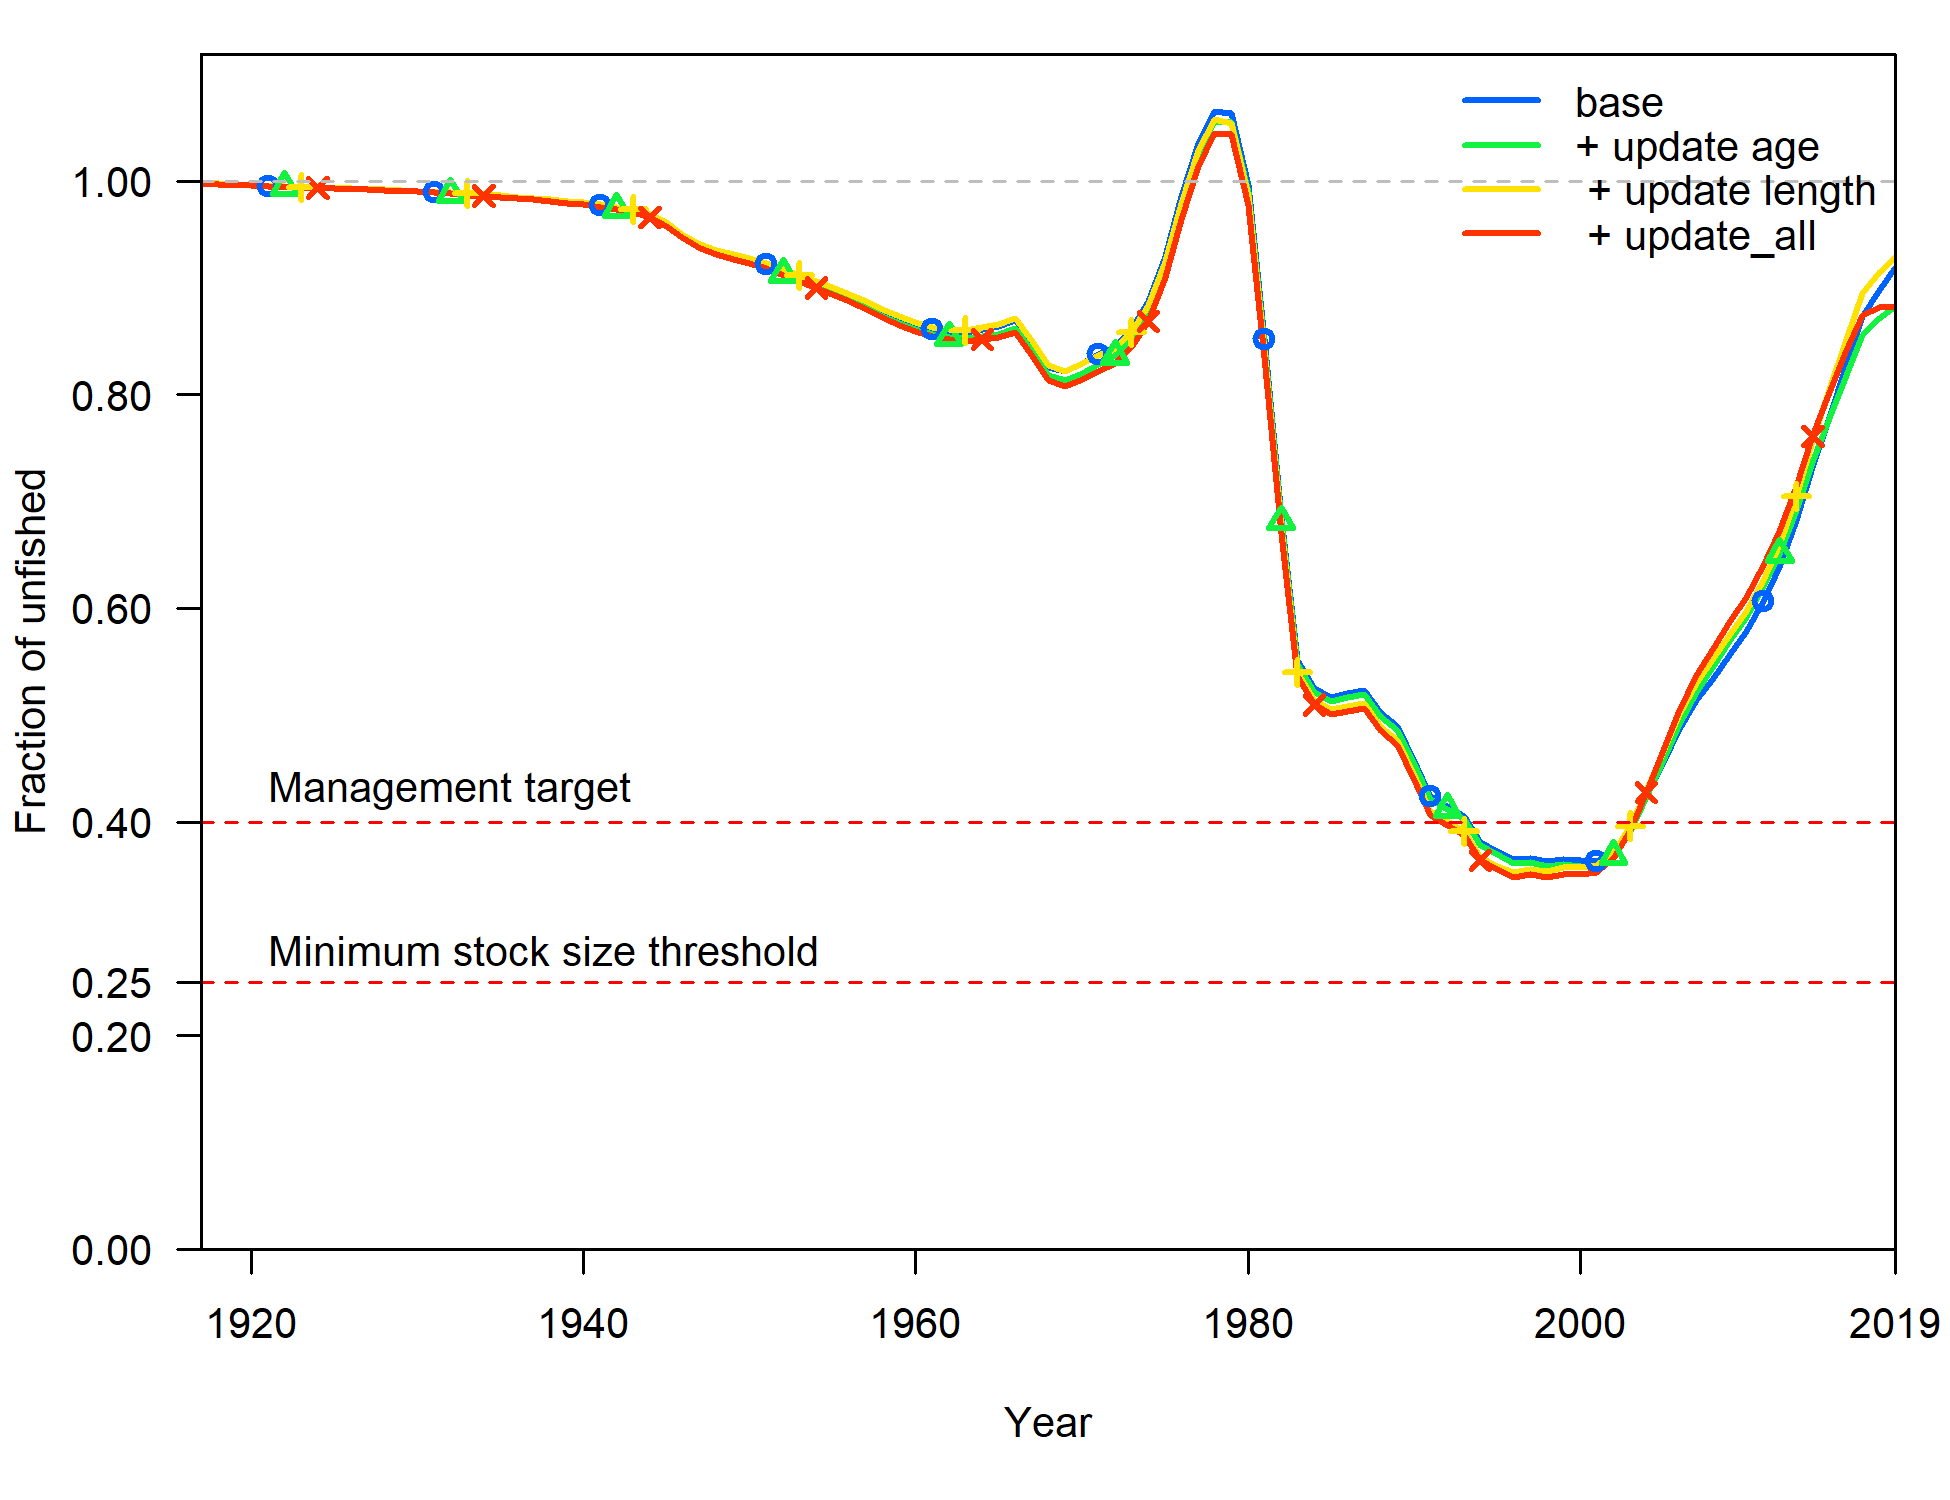 base
+ update age
+ update length
+ update_all
1.00
0.80
0.60
0.40
0.25
0.20
0.00
Fraction of unfished
Management target
Minimum stock size threshold
1920
1940
1960
1980
2000
2019
Year